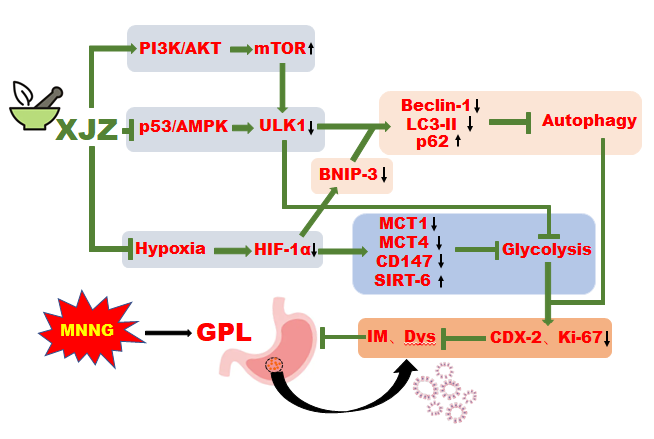 PI3K/AKT mTOR
XJZ
p53/AMPK ULK1
Beclin-1
LC3-II
p62
Autophagy
BNIP-3
Hypoxia HIF-1α
MCT1
MCT4
CD147
SIRT-6
Glycolysis
MNNG
GPL
IM、Dys
CDX-2、Ki-67